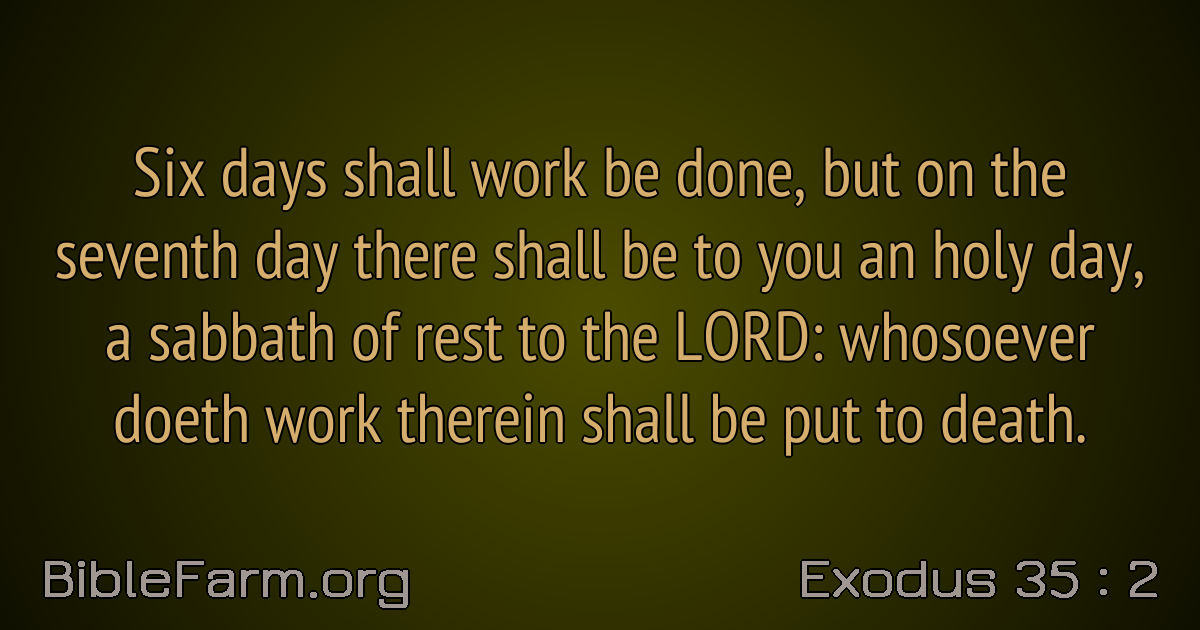 Six days shall work be done, but on the
seventh day there shall be to you an holy day,
a sabbath of rest to the LORD: whosoever
doeth work therein shall be put to death.
BibleFarm.org
Exodus 35 : 2